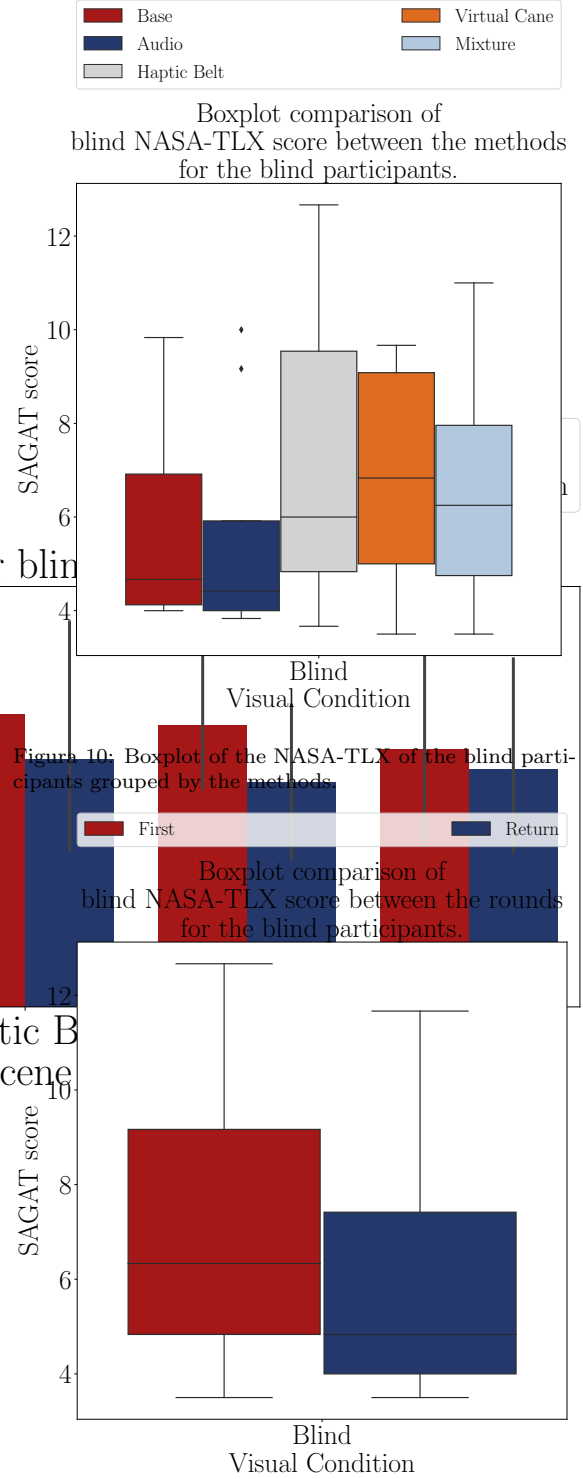 Base
Audio
Haptic Belt
Virtual Cane
Mixture
Boxplot comparison of
blind NASA-TLX score between the methods
for the blind participants.
12
10
8
6
4
SAGAT score
Blind
Visual Condition
r blin
Figura 10: Boxplot of the NASA-TLX of the blind parti-
cipants grouped by the methods.
First
Return
Boxplot comparison of
blind NASA-TLX score between the rounds
for the blind participants.
tic B
cene
12
10
8
6
4
SAGAT score
Blind
Visual Condition